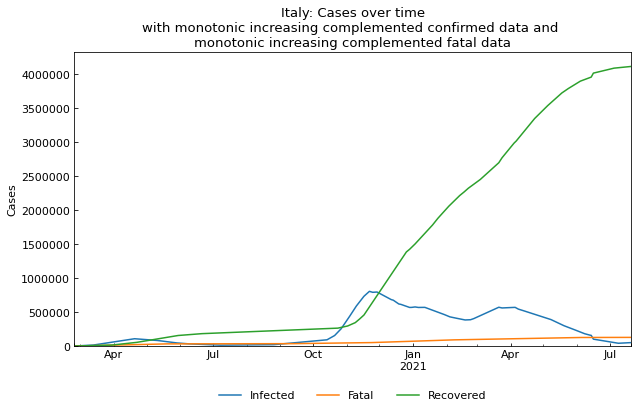 Italy: Cases over time
with monotonic increasing complemented confirmed data and
monotonic increasing complemented fatal data
Cases
4000000
3500000
3000000
2500000
2000000
1500000
1000000
500000
0
Apr
Jul
Oct
Jan
2021
Apr
Jul
Infected
Fatal
Recovered